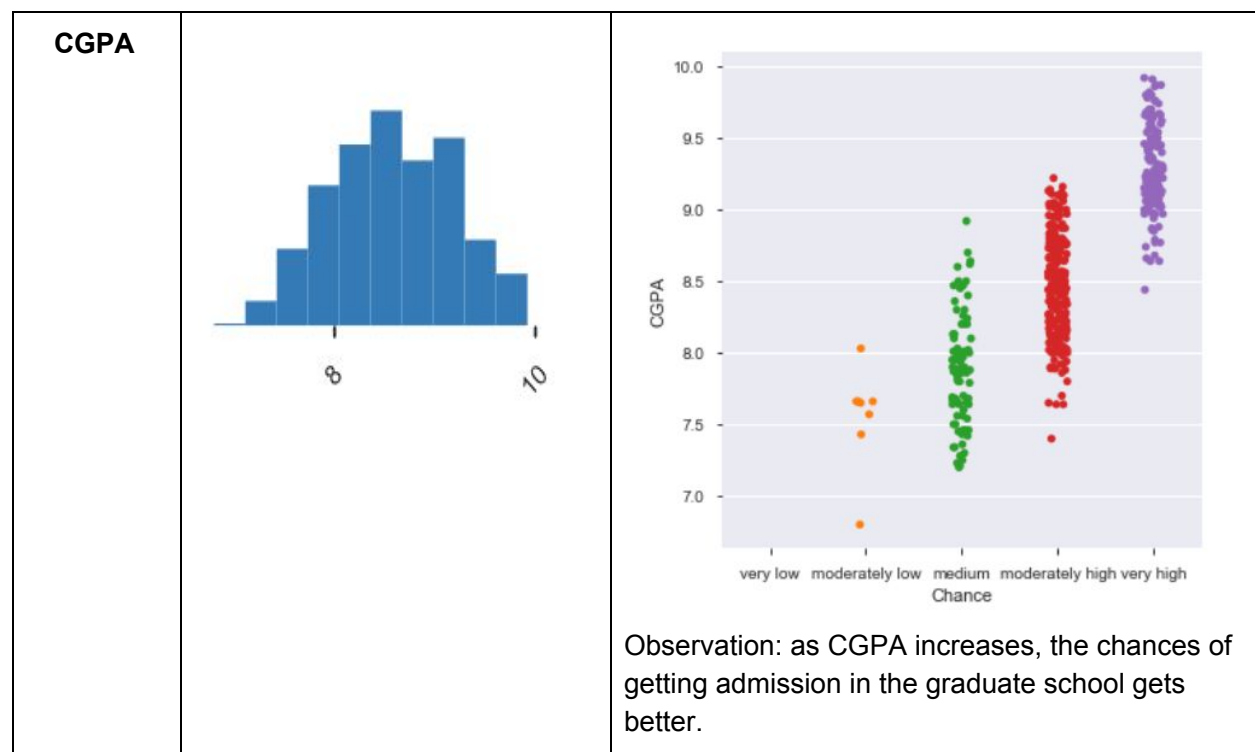 CGPA
8
10
10.0
9.5
9.0
8.5
8.0
7.5
7.0
CGPA
very low moderately low medium moderately high very high
Chance
Observation: as CGPA increases, the chances of
getting admission in the graduate school gets
better.